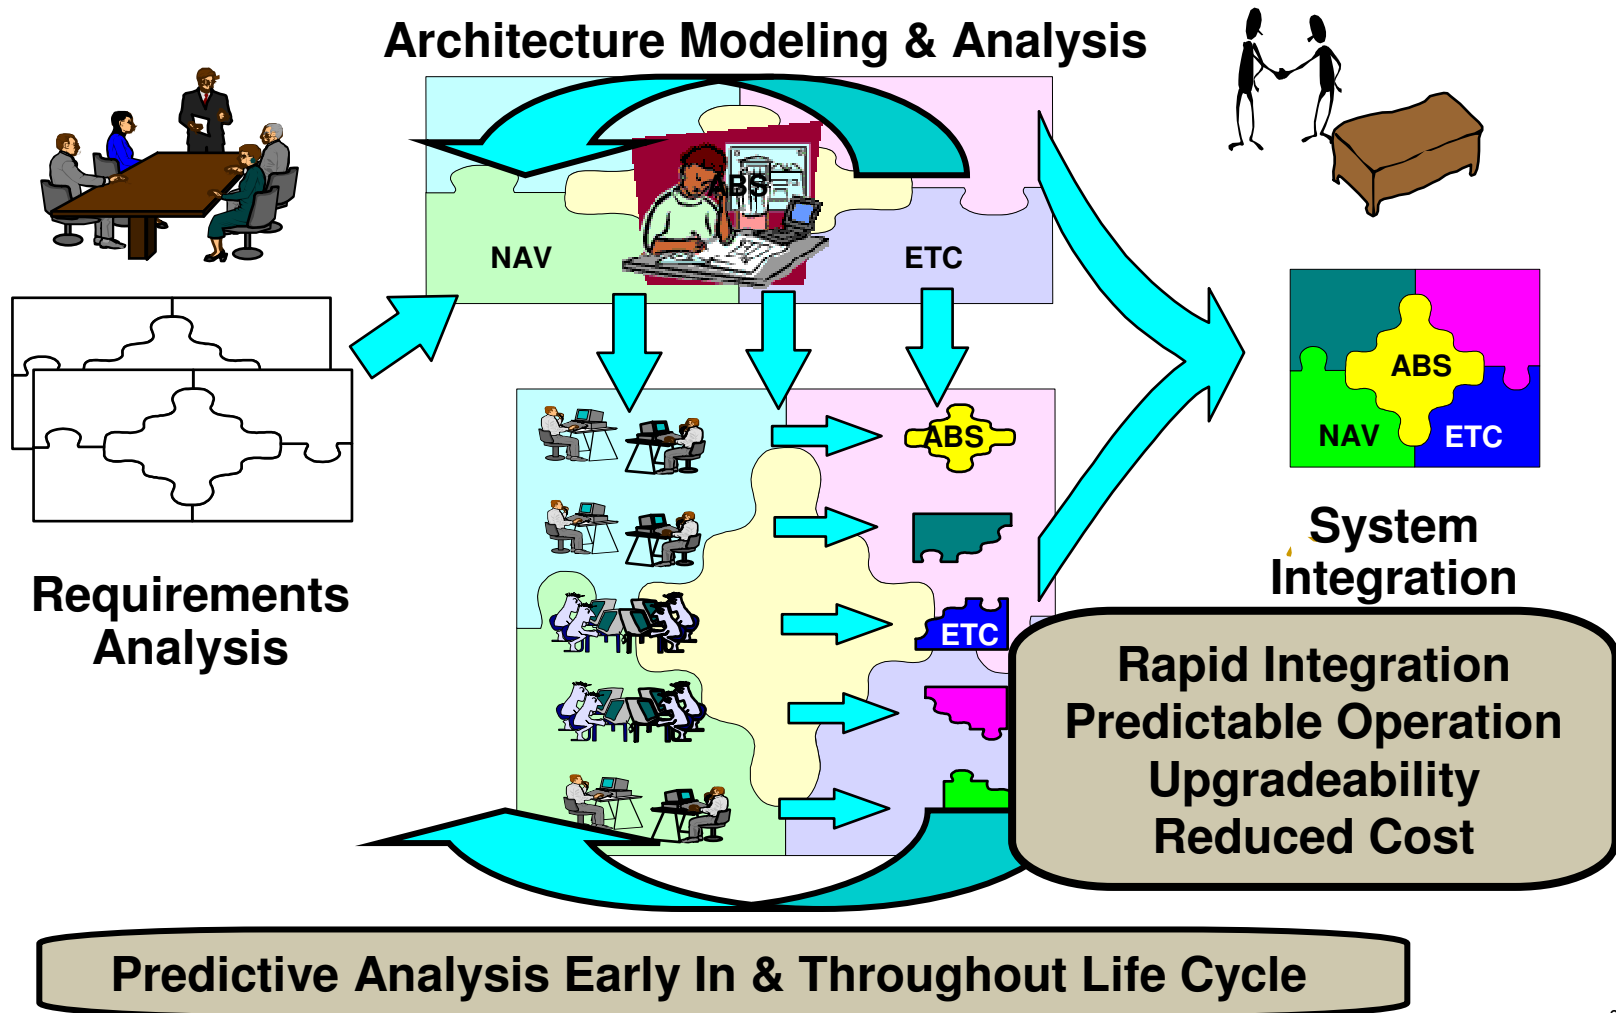 Architecture Modeling & Analysis
ABS
NAV
ETC
ABS
ETC
ABS
NAV
ETC
Requirements
Analysis
System
Integration
Rapid Integration
Predictable Operation
Upgradeability
Reduced Cost
Predictive Analysis Early In & Throughout Life Cycle